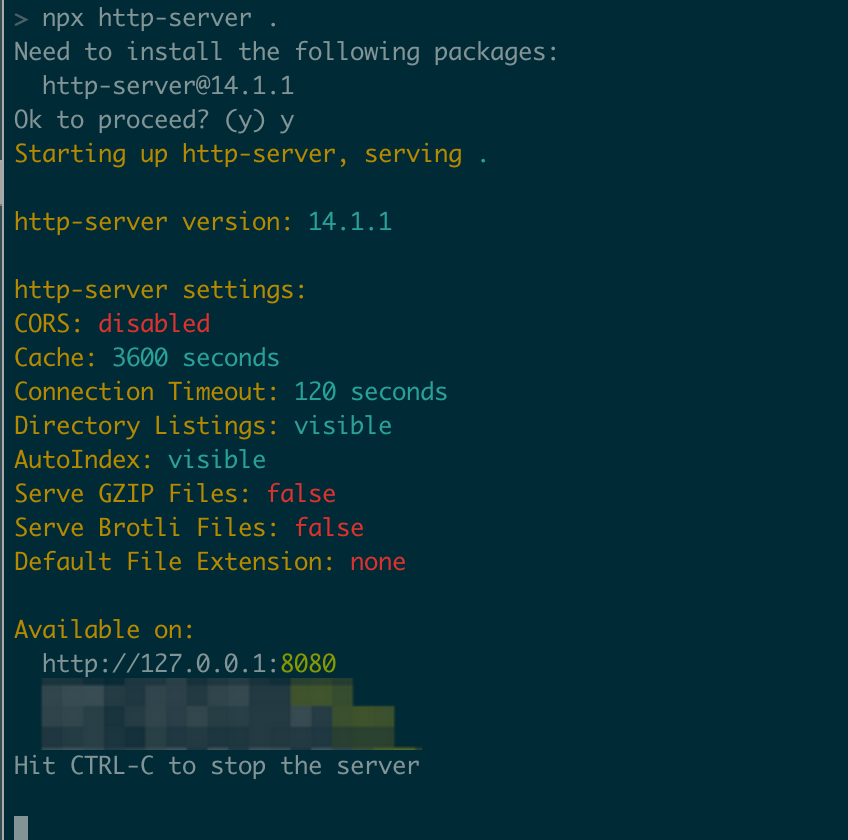 > npx http-server .
Need to install the following packages:
http-server@14.1.1
Ok to proceed? (y) y
Starting up http-server, serving .
http-server version: 14.1.1
http-server settings:
CORS: disabled
Cache: 3600 seconds
Connection Timeout: 120 seconds
Directory Listings: visible
AutoIndex: visible
Serve GZIP Files: false
Serve Brotli Files: false
Default File Extension: none
Available on:
http://127.0.0.1:8080
Hit CTRL-C to stop the server